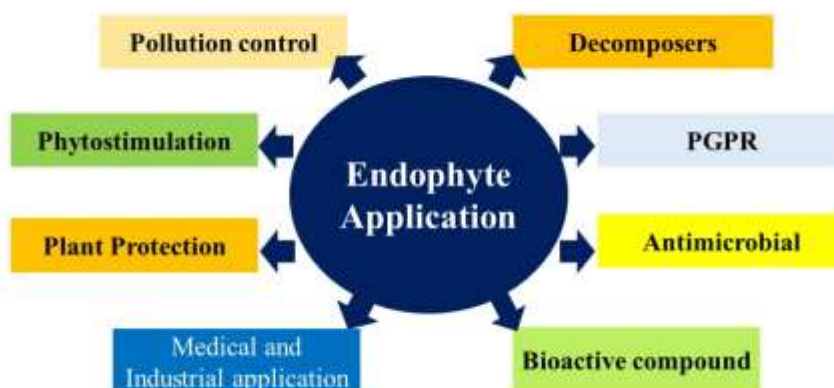 Pollution control
Decomposers
Phytostimulation
PGPR
Endophyte
Application
Plant Protection
Antimicrobial
Medical and
Industrial application
Bioactive compound